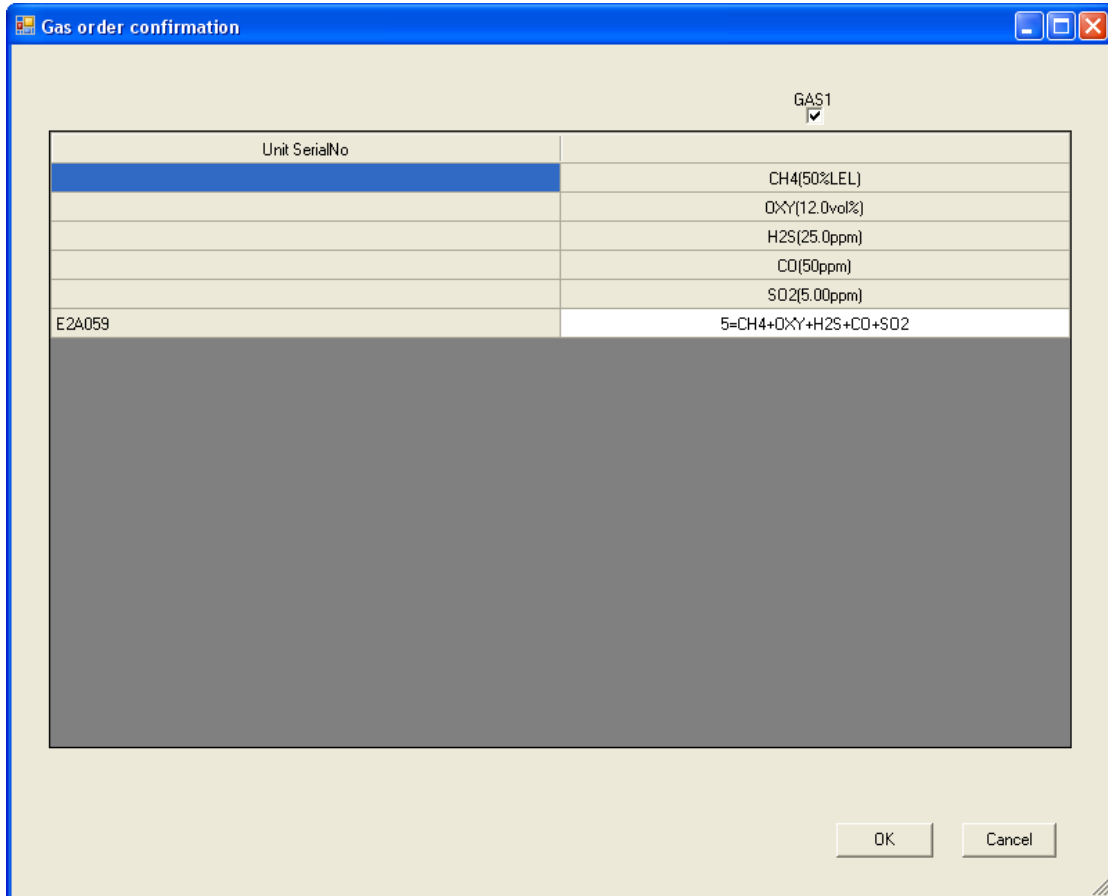 Gas order confirmation
GAS1
Unit SerialNo
CH4(50%LEL)
OXY(12.0vol%)
H2S(25.0ppm)
CO(50ppm)
SO2(5.00ppm)
E2A059 5=CH4+OXY+H2S+CO+SO2
OK Cancel